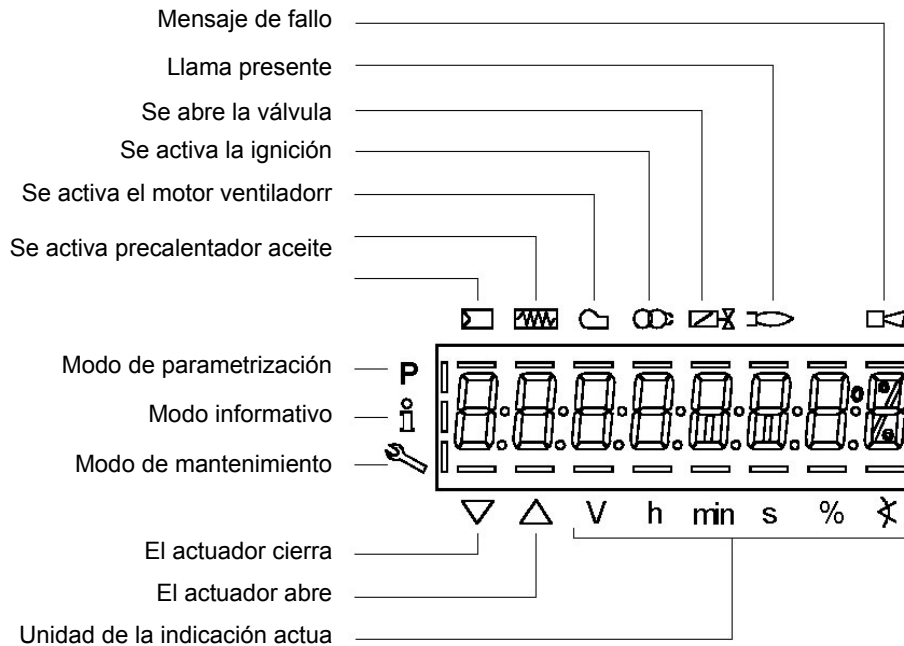 Mensaje de fallo
Llama presente
Se abre la válvula
Se activa la ignición
Se activa el motor ventiladorr
Se activa precalentador aceite
Modo de parametrización P
Modo informativo i
Modo de mantenimiento
V h min s %
El actuador cierra
El actuador abre
Unidad de la indicación actua